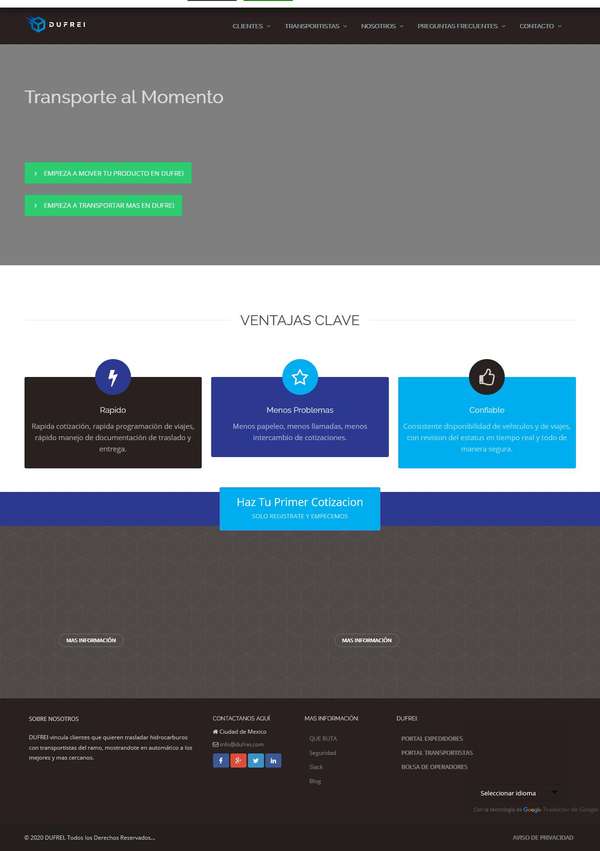 DUFREI
CLIENTES
TRANSPORTISTAS
NOSOTROS
PREGUNTAS FRECUENTES
CONTACTO
Transporte al Momento
EMPIEZA A MOVER TU PRODUCTO EN DUFREI
EMPIEZA A TRANSPORTAR MAS EN DUFREI
VENTAJAS CLAVE
Rapido
Rapida cotización, rapida programación de viajes,
rápido manejo de documentación de traslado y
entrega.
Menos Problemas
Menos papeleo, menos llamadas, menos
intercambio de cotizaciones.
Confiable
Consistente disponibilidad de vehículos y de viajes,
con revision del estatus en tiempo real y todo de
manera segura.
Haz Tu Primer Cotizacion
SOLO REGISTRATE Y EMPECEMOS
MAS INFORMACIÓN
MAS INFORMACIÓN
SOBRE NOSOTROS
DUFREI vincula clientes que quieren trasladar hidrocarburos
con transportistas del ramo, mostrandote en automático a los
mejores y mas cercanos.
CONTACTANOS AQUÍ
Ciudad de Mexico
info@dufrei.com
MAS INFORMACIÓN
QUE RUTA
Seguridad
Slack
Blog
DUFREI
PORTAL EXPEDIDORES
PORTAL TRANSPORTISTAS
BOLSA DE OPERADORES
Seleccionar idioma
Con la tecnología de Google Traductor de Google
© 2020 DUFREI, Todos los Derechos Reservados...
AVISO DE PRIVACIDAD